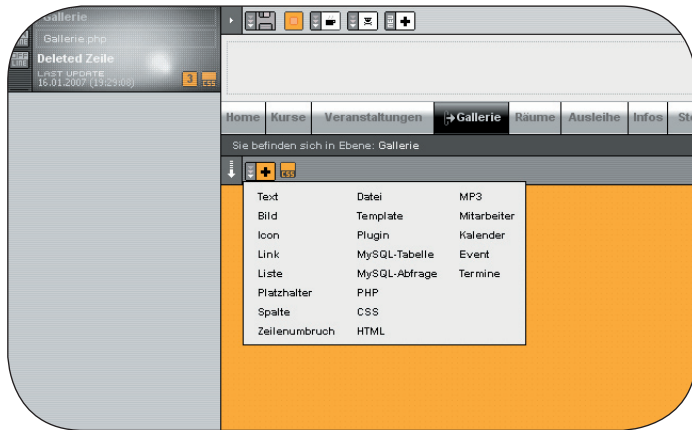 Gallerie
Gallerie.php
Deleted Zeile
LAST UPDATE
16.01.2007 (19:29:08)
3
CSS
Home Kurse Veranstaltungen Gallerie Räume Ausleihe Infos
Sie befinden sich in Ebene: Gallerie
CSS
Text Datei MP3
Bild Template Mitarbeiter
Icon Plugin Kalender
Link MySQL-Tabelle Event
Liste MySQL-Abfrage Termine
Platzhalter PHP
Spalte CSS
Zeilenumbruch HTML